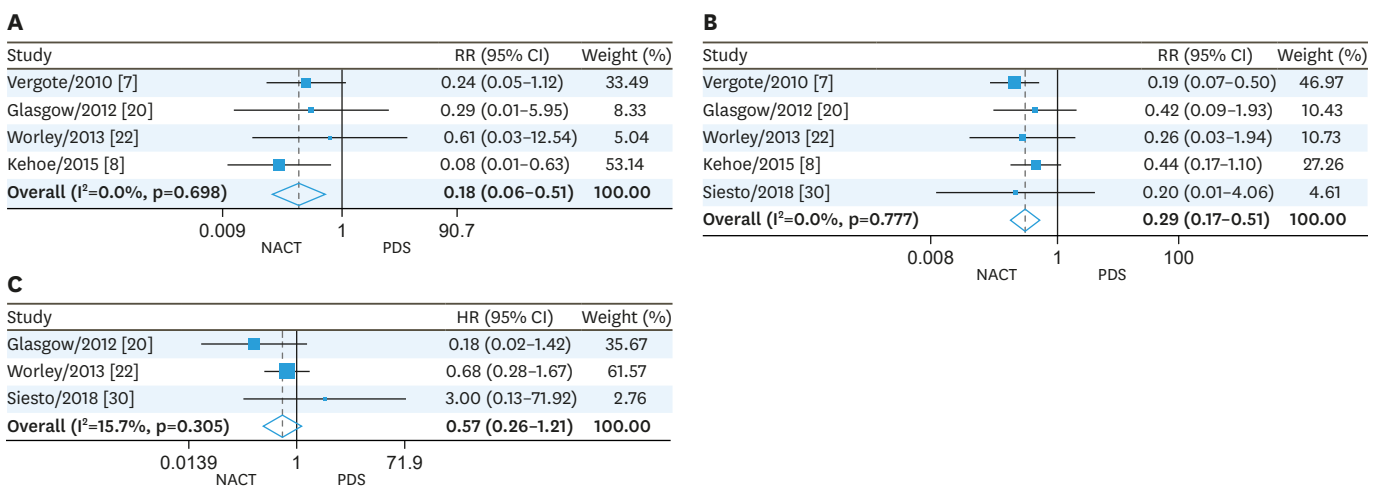 A
Study RR (95% CI) Weight (%)
Vergote/2010 [7] 0.24 (0.05–1.12) 33.49
Glasgow/2012 [20] 0.29 (0.01–5.95) 8.33
Worley/2013 [22] 0.61 (0.03–12.54) 5.04
Kehoe/2015 [8] 0.08 (0.01–0.63) 53.14
Overall (I²=0.0%, p=0.698) 0.18 (0.06–0.51) 100.00
0.009 1 90.7
NACT PDS
B
Study RR (95% CI) Weight (%)
Vergote/2010 [7] 0.19 (0.07–0.50) 46.97
Glasgow/2012 [20] 0.42 (0.09–1.93) 10.43
Worley/2013 [22] 0.26 (0.03–1.94) 10.73
Kehoe/2015 [8] 0.44 (0.17–1.10) 27.26
Siesto/2018 [30] 0.20 (0.01–4.06) 4.61
Overall (I²=0.0%, p=0.777) 0.29 (0.17–0.51) 100.00
0.008 1 100
NACT PDS
C
Study HR (95% CI) Weight (%)
Glasgow/2012 [20] 0.18 (0.02–1.42) 35.67
Worley/2013 [22] 0.68 (0.28–1.67) 61.57
Siesto/2018 [30] 3.00 (0.13–71.92) 2.76
Overall (I²=15.7%, p=0.305) 0.57 (0.26–1.21) 100.00
0.0139 1 71.9
NACT PDS